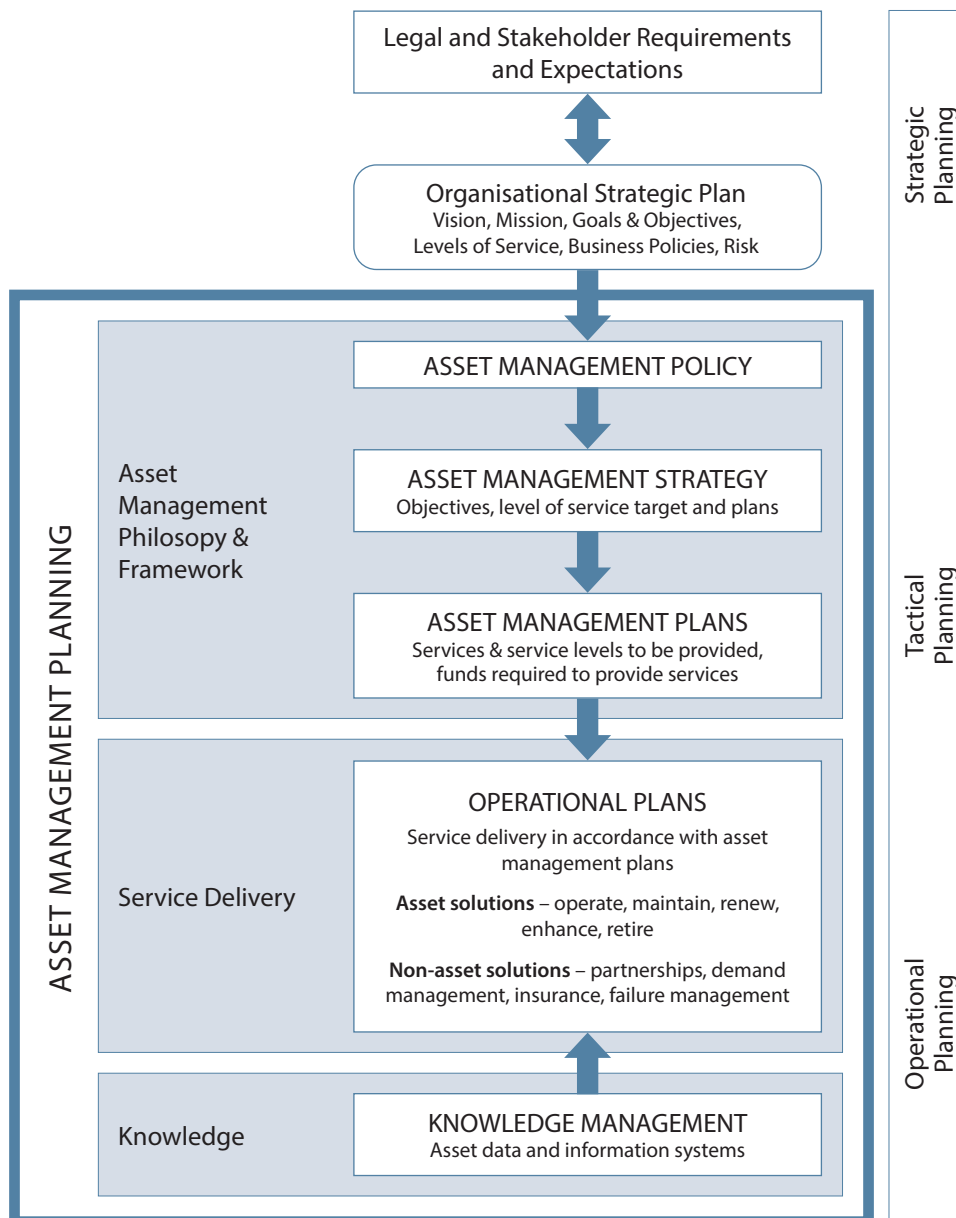 Legal and Stakeholder Requirements
and Expectations
Strategic
Planning
Organisational Strategic Plan
Vision, Mission, Goals & Objectives,
Levels of Service, Business Policies, Risk
ASSET MANAGEMENT PLANNING
Asset
Management
Philosopy &
Framework
ASSET MANAGEMENT POLICY
ASSET MANAGEMENT STRATEGY
Objectives, level of service target and plans
ASSET MANAGEMENT PLANS
Services & service levels to be provided,
funds required to provide services
Tactical
Planning
Service Delivery
OPERATIONAL PLANS
Service delivery in accordance with asset
management plans
Asset solutions – operate, maintain, renew,
enhance, retire
Non-asset solutions – partnerships, demand
management, insurance, failure management
Operational
Planning
Knowledge
KNOWLEDGE MANAGEMENT
Asset data and information systems